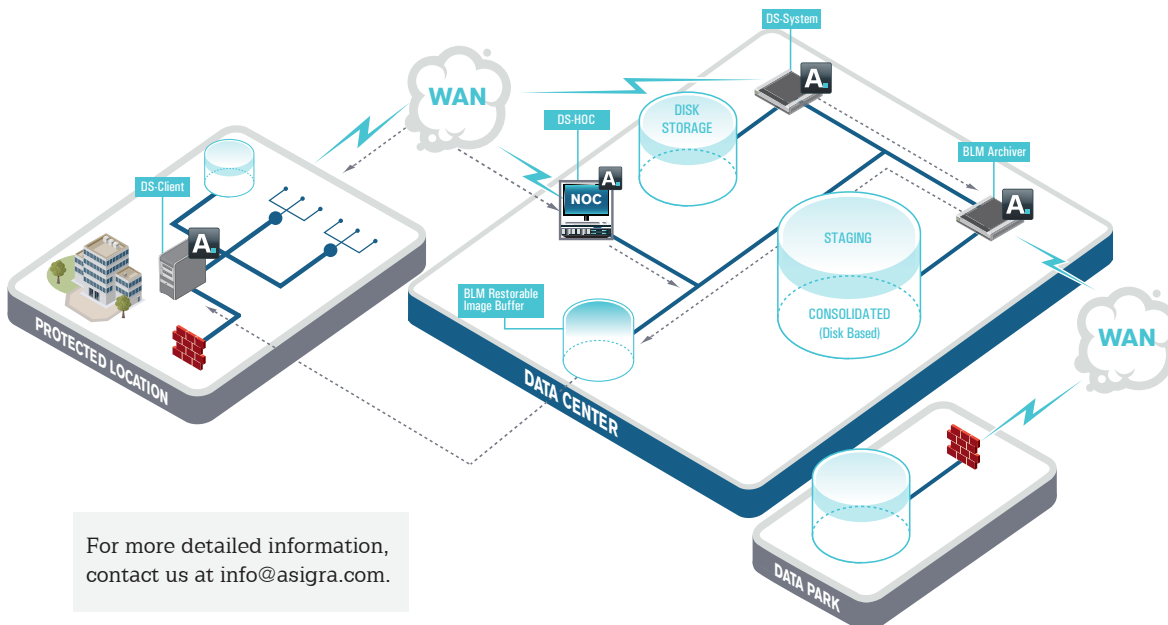 DS-System
A.
WAN
DISK
STORAGE
DS-HOC
A.
NOC
BLM Archiver
A.
DS-Client
A.
STAGING
CONSOLIDATED
(Disk Based)
BLM Restorable
Image Buffer
WAN
PROTECTED LOCATION
DATA CENTER
DATA PARK
For more detailed information,
contact us at info@asigra.com.